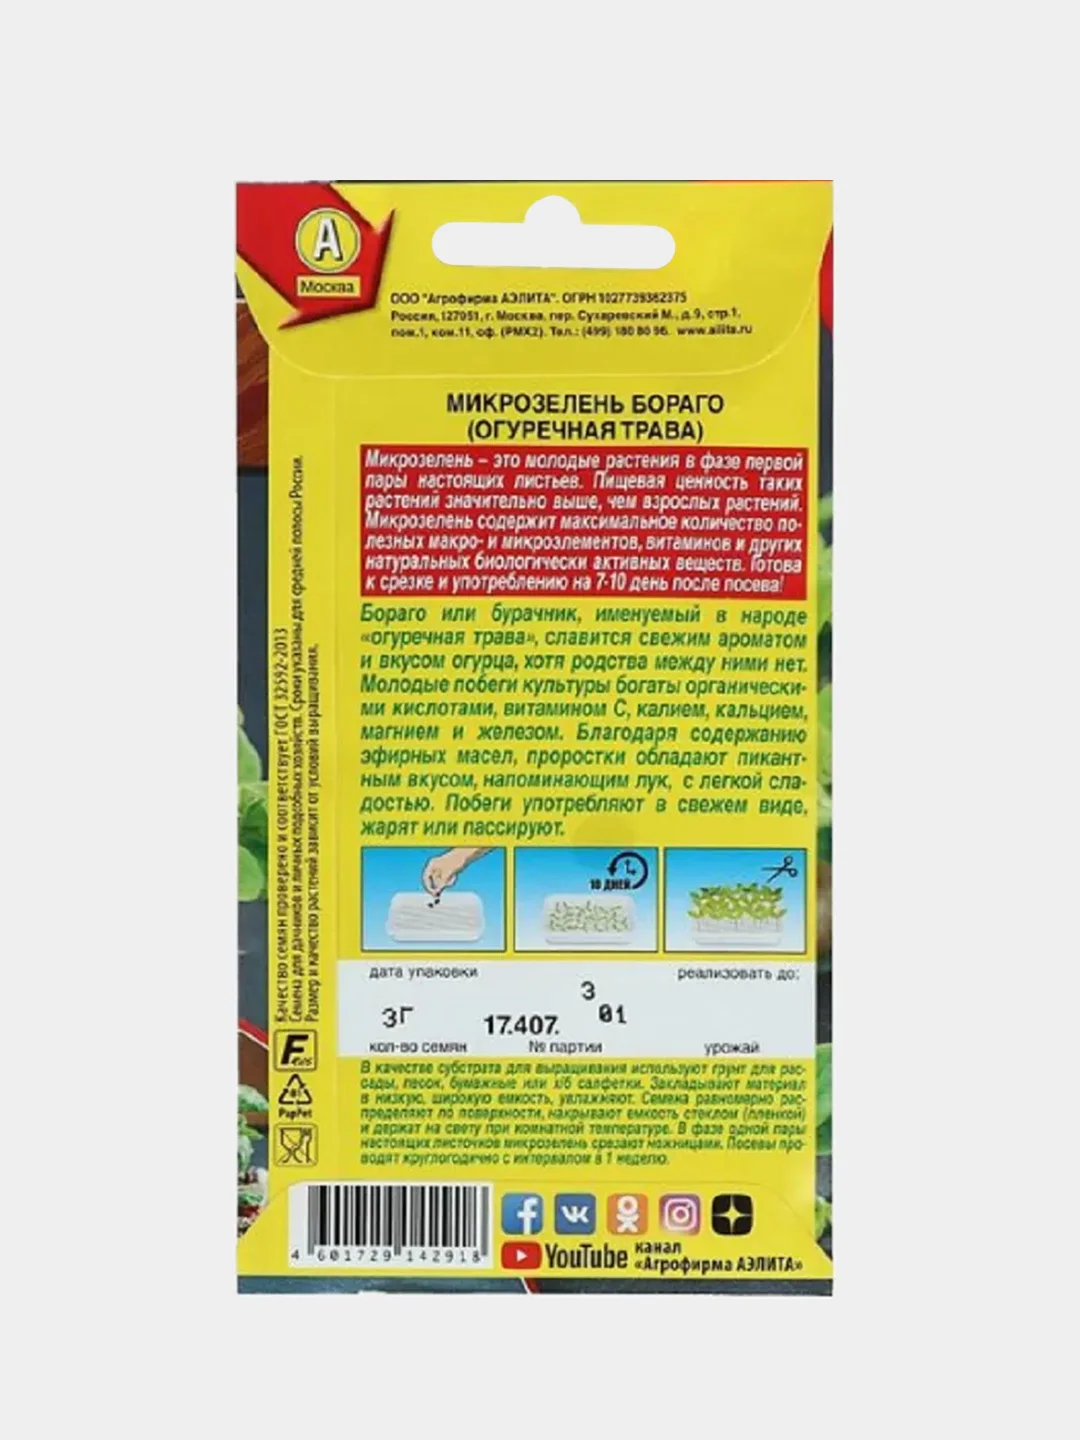 А
Москва
ООО "Агрофирма АЭЛИТА". ОГРН 1027739362375
Россия, 127051, г. Москва, пер. Сухаревский М., д.9, стр.1,
пом.1, ком.11, оф. (РМХ2). Тел.: (499) 180 80 96. www.ailita.ru
МИКРОЗЕЛЕНЬ БОРАГО
(ОГУРЕЧНАЯ ТРАВА)
Микрозелень – это молодые растения в фазе первой
пары настоящих листьев. Пищевая ценность таких
растений значительно выше, чем взрослых растений.
Микрозелень содержит максимальное количество по-
лезных макро- и микроэлементов, витаминов и других
натуральных биологически активных веществ. Готова
к срезке и употреблению на 7-10 день после посева!
Бораго или бурачник, именуемый в народе
«огуречная трава», славится свежим ароматом
и вкусом огурца, хотя родства между ними нет.
Молодые побеги культуры богаты органически-
ми кислотами, витамином С, калием, кальцием,
магнием и железом. Благодаря содержанию
эфирных масел, проростки обладают пикант-
ным вкусом, напоминающим лук, с легкой сла-
достью. Побеги употребляют в свежем виде,
жарят или пассируют.
10 ДНЕЙ
дата упаковки
реализовать до:
3
3Г
17.407.
01
кол-во семян
№ партии
урожай
В качестве субстрата для выращивания используют грунт для рас-
сады, песок, бумажные или х/б салфетки. Закладывают материал
в низкую, широкую емкость, увлажняют. Семена равномерно рас-
пределяют по поверхности, накрывают емкость стеклом (пленкой)
и держат на свету при комнатной температуре. В фазе одной пары
настоящих листочков микрозелень срезают ножницами. Посевы про-
водят круглогодично с интервалом в 1 неделю.
Качество семян проверено и соответствует ГОСТ 32592-2013
Семена для дачников и личных подсобных хозяйств. Сроки указаны для средней полосы России.
Размер и качество растений зависит от условий выращивания.
F
81
PapPet
4 601729 142918
YouTube
канал
«Агрофирма АЭЛИТА»